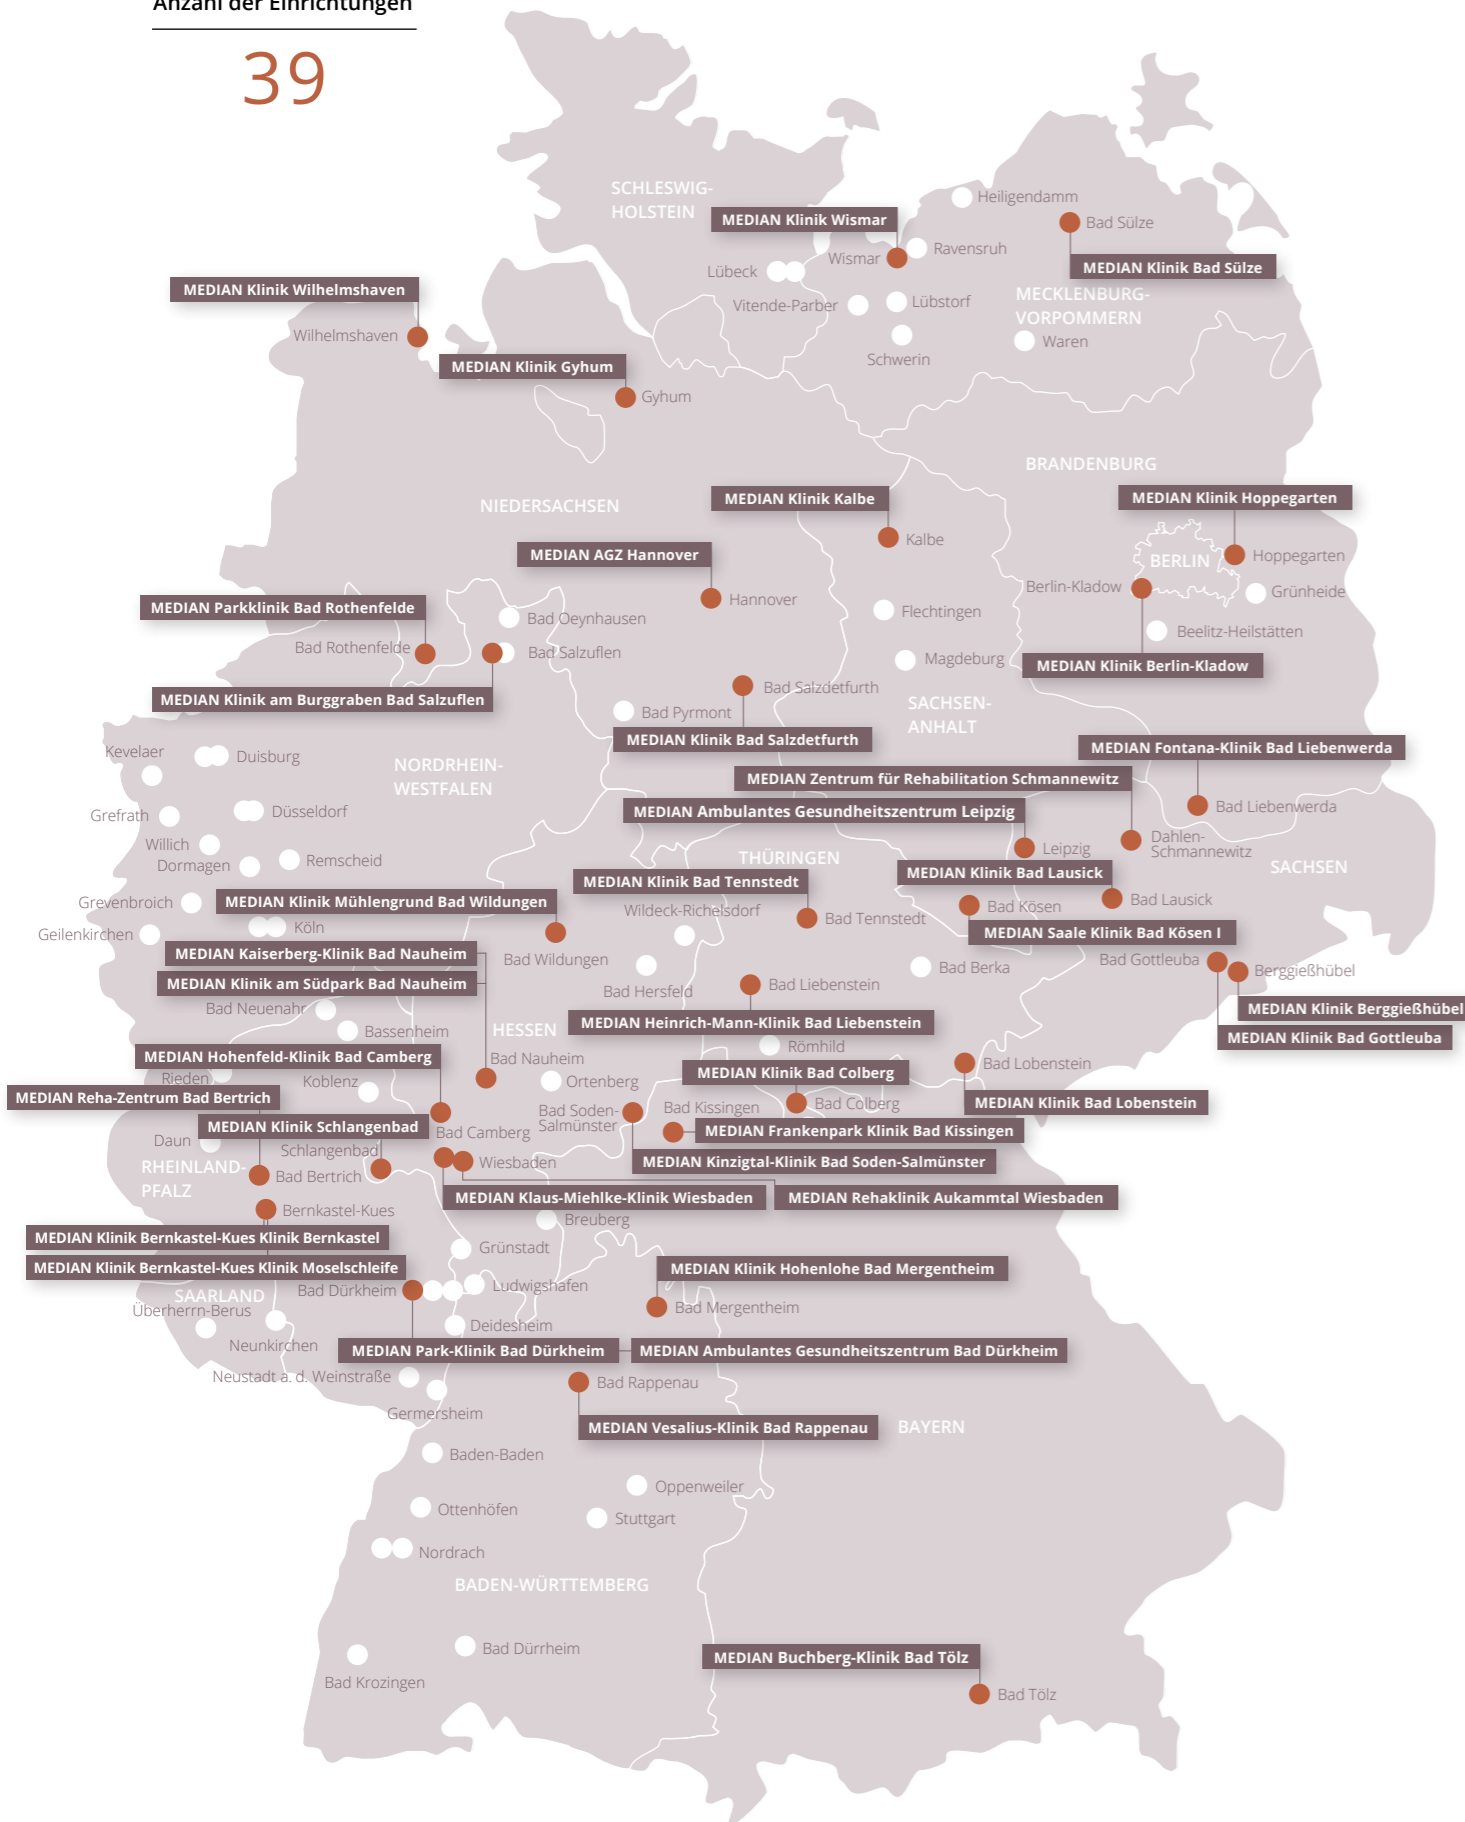 Anzahl der Einrichtungen
39
SCHLESWIG-
HOLSTEIN
Heiligendamm
MEDIAN Klinik Wismar
Bad Sülze
Wismar
Ravensruh
MEDIAN Klinik Bad Sülze
Lübeck
MEDIAN Klinik Wilhelmshaven
MECKLENBURG-
VORPOMMERN
Vitende-Parber
Lübstorf
Wilhelmshaven
Waren
Schwerin
MEDIAN Klinik Gyhum
Gyhum
BRANDENBURG
NIEDERSACHSEN
MEDIAN Klinik Kalbe
MEDIAN Klinik Hoppegarten
Kalbe
MEDIAN AGZ Hannover
BERLIN
Hoppegarten
Berlin-Kladow
Grünheide
Hannover
MEDIAN Parkklinik Bad Rothenfelde
Flechtingen
Bad Oeynhausen
Beelitz-Heilstätten
Bad Rothenfelde
Bad Salzuflen
Magdeburg
MEDIAN Klinik Berlin-Kladow
Bad Salzdetfurth
MEDIAN Klinik am Burggraben Bad Salzuflen
SACHSEN-
ANHALT
Bad Pyrmont
MEDIAN Klinik Bad Salzdetfurth
MEDIAN Fontana-Klinik Bad Liebenwerda
Kevelaer
Duisburg
NORDRHEIN-
WESTFALEN
MEDIAN Zentrum für Rehabilitation Schmannewitz
MEDIAN Ambulantes Gesundheitszentrum Leipzig
Bad Liebenwerda
Grefrath
Düsseldorf
Willich
Dahlen-
Schmannewitz
Leipzig
Dormagen
Remscheid
THÜRINGEN
SACHSEN
MEDIAN Klinik Bad Lausick
MEDIAN Klinik Bad Tennstedt
Grevenbroich
MEDIAN Klinik Mühlengrund Bad Wildungen
Wildeck-Richelsdorf
Bad Tennstedt
Bad Kösen
Bad Lausick
Geilenkirchen
Köln
MEDIAN Saale Klinik Bad Kösen I
MEDIAN Kaiserberg-Klinik Bad Nauheim
Bad Wildungen
Bad Berka
Bad Gottleuba
Berggießhübel
MEDIAN Klinik am Südpark Bad Nauheim
Bad Hersfeld
Bad Liebenstein
Bad Neuenahr
MEDIAN Klinik Berggießhübel
MEDIAN Heinrich-Mann-Klinik Bad Liebenstein
Bassenheim
HESSEN
MEDIAN Klinik Bad Gottleuba
Römhild
MEDIAN Hohenfeld-Klinik Bad Camberg
Bad Nauheim
Bad Lobenstein
Rieden
Koblenz
Ortenberg
MEDIAN Klinik Bad Colberg
MEDIAN Reha-Zentrum Bad Bertrich
Bad Soden-
Salmünster
Bad Kissingen
Bad Colberg
MEDIAN Klinik Bad Lobenstein
MEDIAN Klinik Schlangenbad
Bad Camberg
MEDIAN Frankenpark Klinik Bad Kissingen
Daun
Schlangenbad
Wiesbaden
MEDIAN Kinzigtal-Klinik Bad Soden-Salmünster
RHEINLAND-
PFALZ
Bad Bertrich
MEDIAN Klaus-Miehlke-Klinik Wiesbaden
MEDIAN Rehaklinik Aukammtal Wiesbaden
Bernkastel-Kues
Breuberg
MEDIAN Klinik Bernkastel-Kues Klinik Bernkastel
Grünstadt
MEDIAN Klinik Bernkastel-Kues Klinik Moselschleife
MEDIAN Klinik Hohenlohe Bad Mergentheim
SAARLAND
Bad Dürkheim
Ludwigshafen
Überherrn-Berus
Bad Mergentheim
Deidesheim
Neunkirchen
MEDIAN Park-Klinik Bad Dürkheim
MEDIAN Ambulantes Gesundheitszentrum Bad Dürkheim
Neustadt a. d. Weinstraße
Bad Rappenau
Germersheim
MEDIAN Vesalius-Klinik Bad Rappenau
BAYERN
Baden-Baden
Oppenweiler
Ottenhöfen
Stuttgart
Nordrach
BADEN-WÜRTTEMBERG
Bad Dürrheim
MEDIAN Buchberg-Klinik Bad Tölz
Bad Krozingen
Bad Tölz